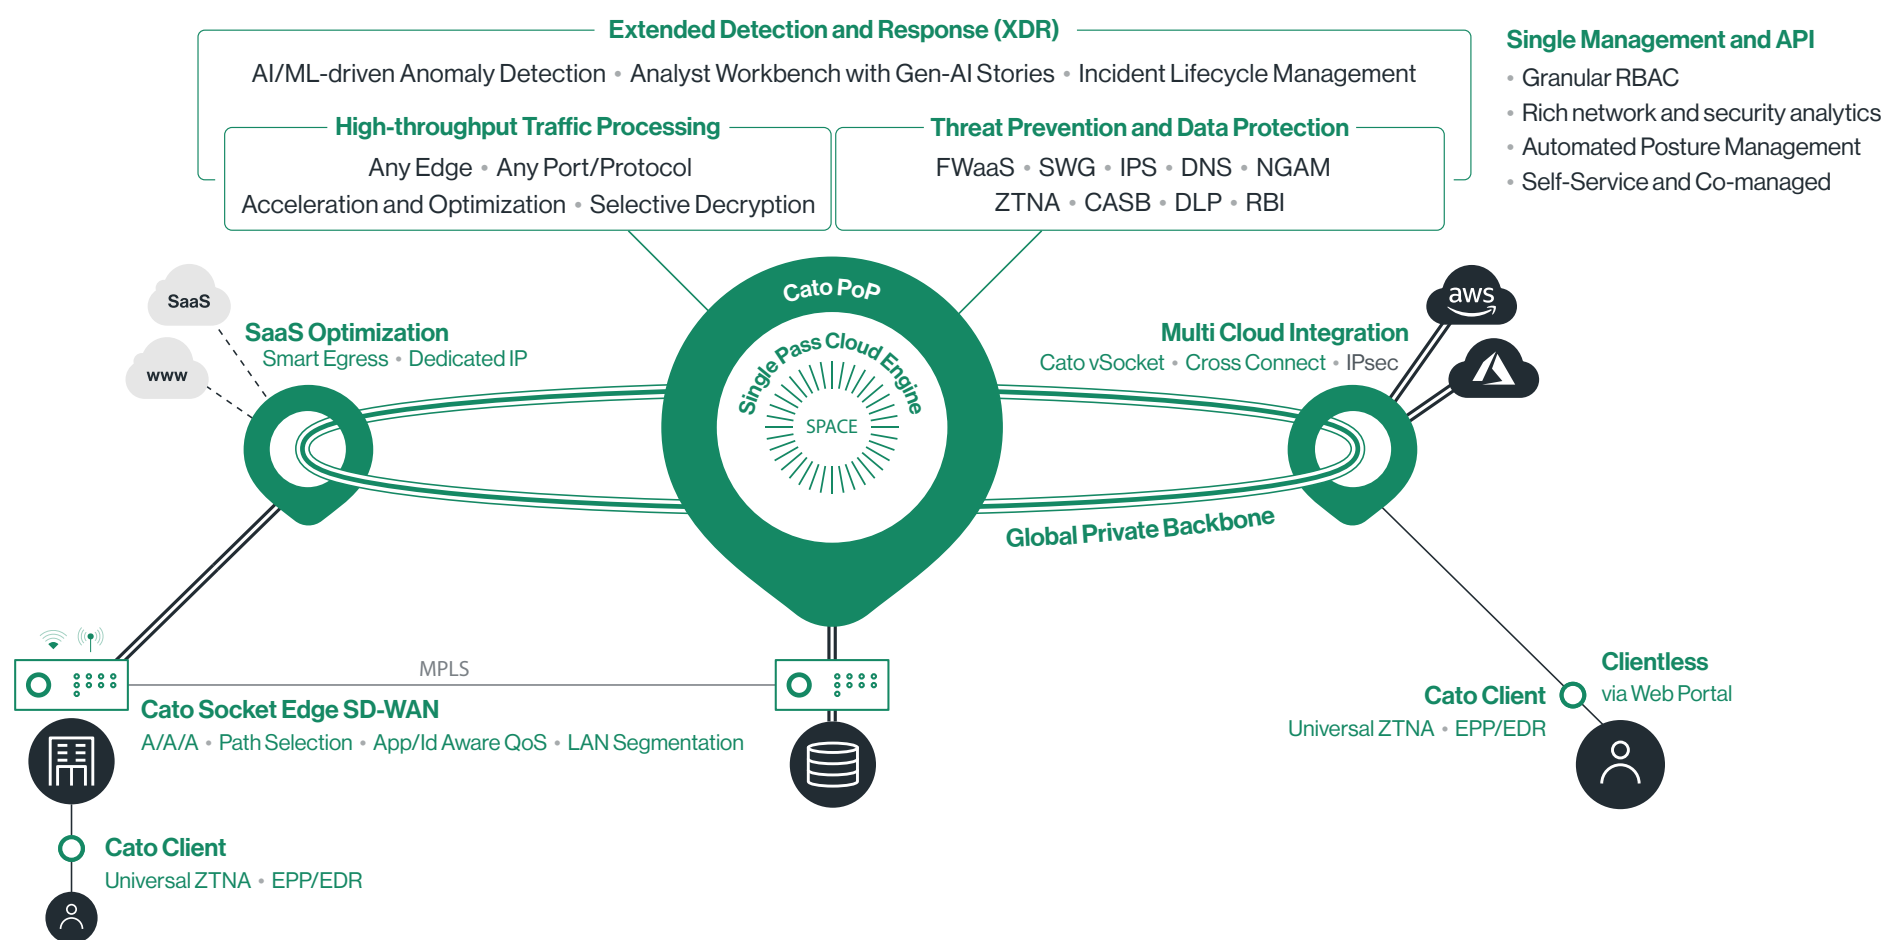 Extended Detection and Response (XDR)
AI/ML-driven Anomaly Detection • Analyst Workbench with Gen-AI Stories • Incident Lifecycle Management
High-throughput Traffic Processing
Any Edge • Any Port/Protocol
Acceleration and Optimization • Selective Decryption
Threat Prevention and Data Protection
FWaaS • SWG • IPS • DNS • NGAM
ZTNA • CASB • DLP • RBI
Single Management and API
• Granular RBAC
• Rich network and security analytics
• Automated Posture Management
• Self-Service and Co-managed
SaaS
www
SaaS Optimization
Smart Egress • Dedicated IP
Cato PoP
Single Pass Cloud Engine
SPACE
Multi Cloud Integration
Cato vSocket • Cross Connect • IPsec
aws
Global Private Backbone
MPLS
Cato Socket Edge SD-WAN
A/A/A • Path Selection • App/Id Aware QoS • LAN Segmentation
Cato Client
Universal ZTNA • EPP/EDR
Clientless
via Web Portal
Cato Client
Universal ZTNA • EPP/EDR